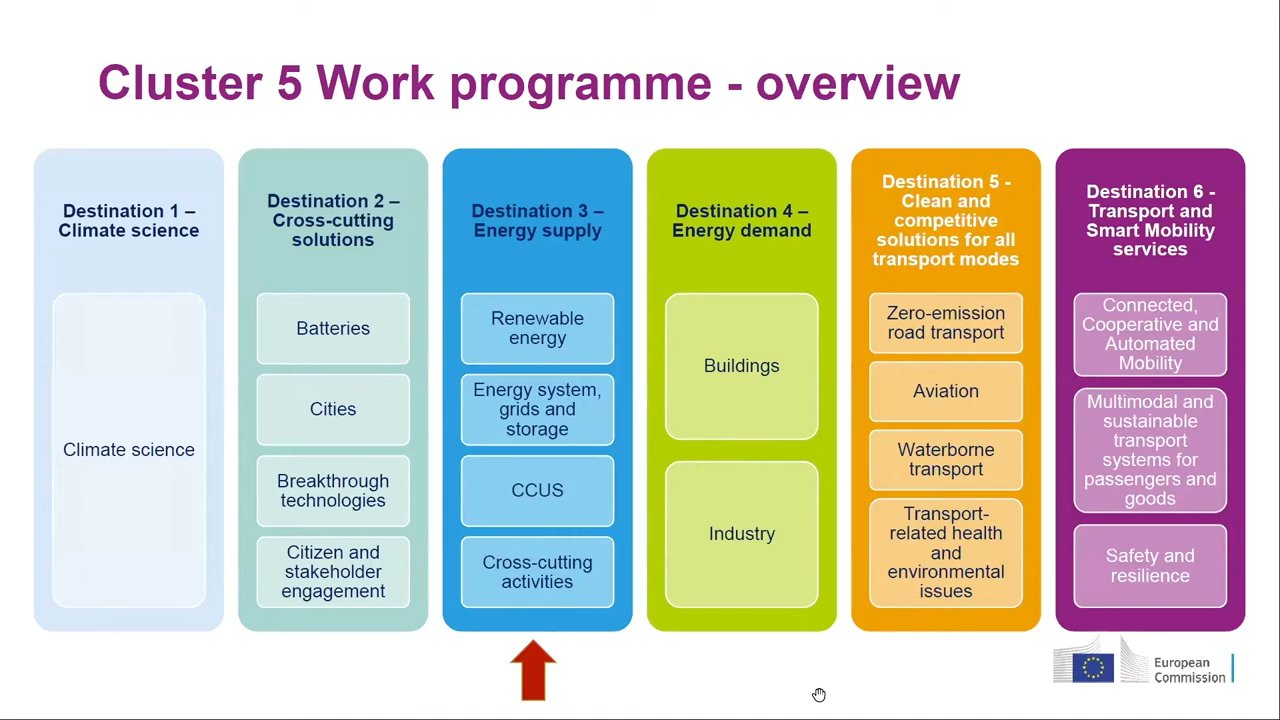 Cluster 5 Work programme - overview
Destination 1 –
Climate science
Climate science
Destination 2 –
Cross-cutting
solutions
Batteries
Cities
Breakthrough
technologies
Citizen and
stakeholder
engagement
Destination 3 –
Energy supply
Renewable
energy
Energy system,
grids and
storage
CCUS
Cross-cutting
activities
Destination 4 –
Energy demand
Buildings
Industry
Destination 5 -
Clean and
competitive
solutions for all
transport modes
Zero-emission
road transport
Aviation
Waterborne
transport
Transport-
related health
and
environmental
issues
Destination 6 -
Transport and
Smart Mobility
services
Connected,
Cooperative and
Automated
Mobility
Multimodal and
sustainable
transport
systems for
passengers and
goods
Safety and
resilience
European
Commission